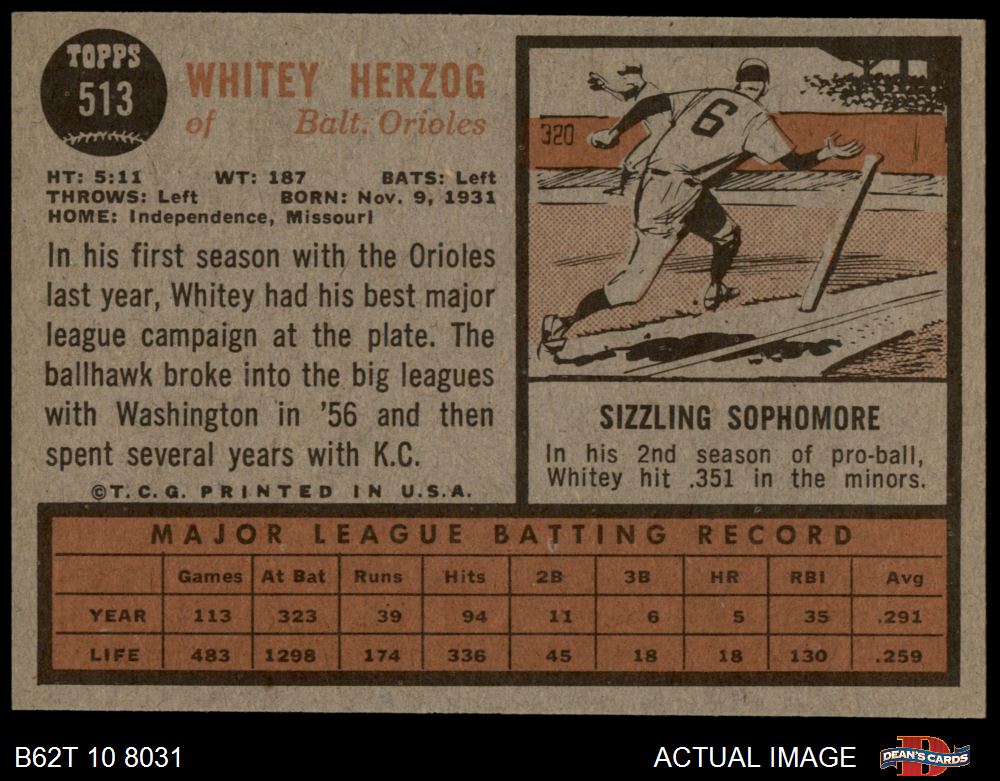 TOPPS
513
WHITEY HERZOG
of Balt. Orioles
HT: 5:11 WT: 187 BATS: Left
THROWS: Left BORN: Nov. 9, 1931
HOME: Independence, Missouri
In his first season with the Orioles
last year, Whitey had his best major
league campaign at the plate. The
ballhawk broke into the big leagues
with Washington in '56 and then
spent several years with K.C.
©T.C.G. PRINTED IN U.S.A.
320
6
SIZZLING SOPHOMORE
In his 2nd season of pro-ball,
Whitey hit .351 in the minors.
MAJOR LEAGUE BATTING RECORD
Games At Bat Runs Hits 2B 3B HR RBI Avg
YEAR 113 323 39 94 11 6 5 35 .291
LIFE 483 1298 174 336 45 18 18 130 .259
B62T 10 8031
ACTUAL IMAGE
DEAN'S CARDS